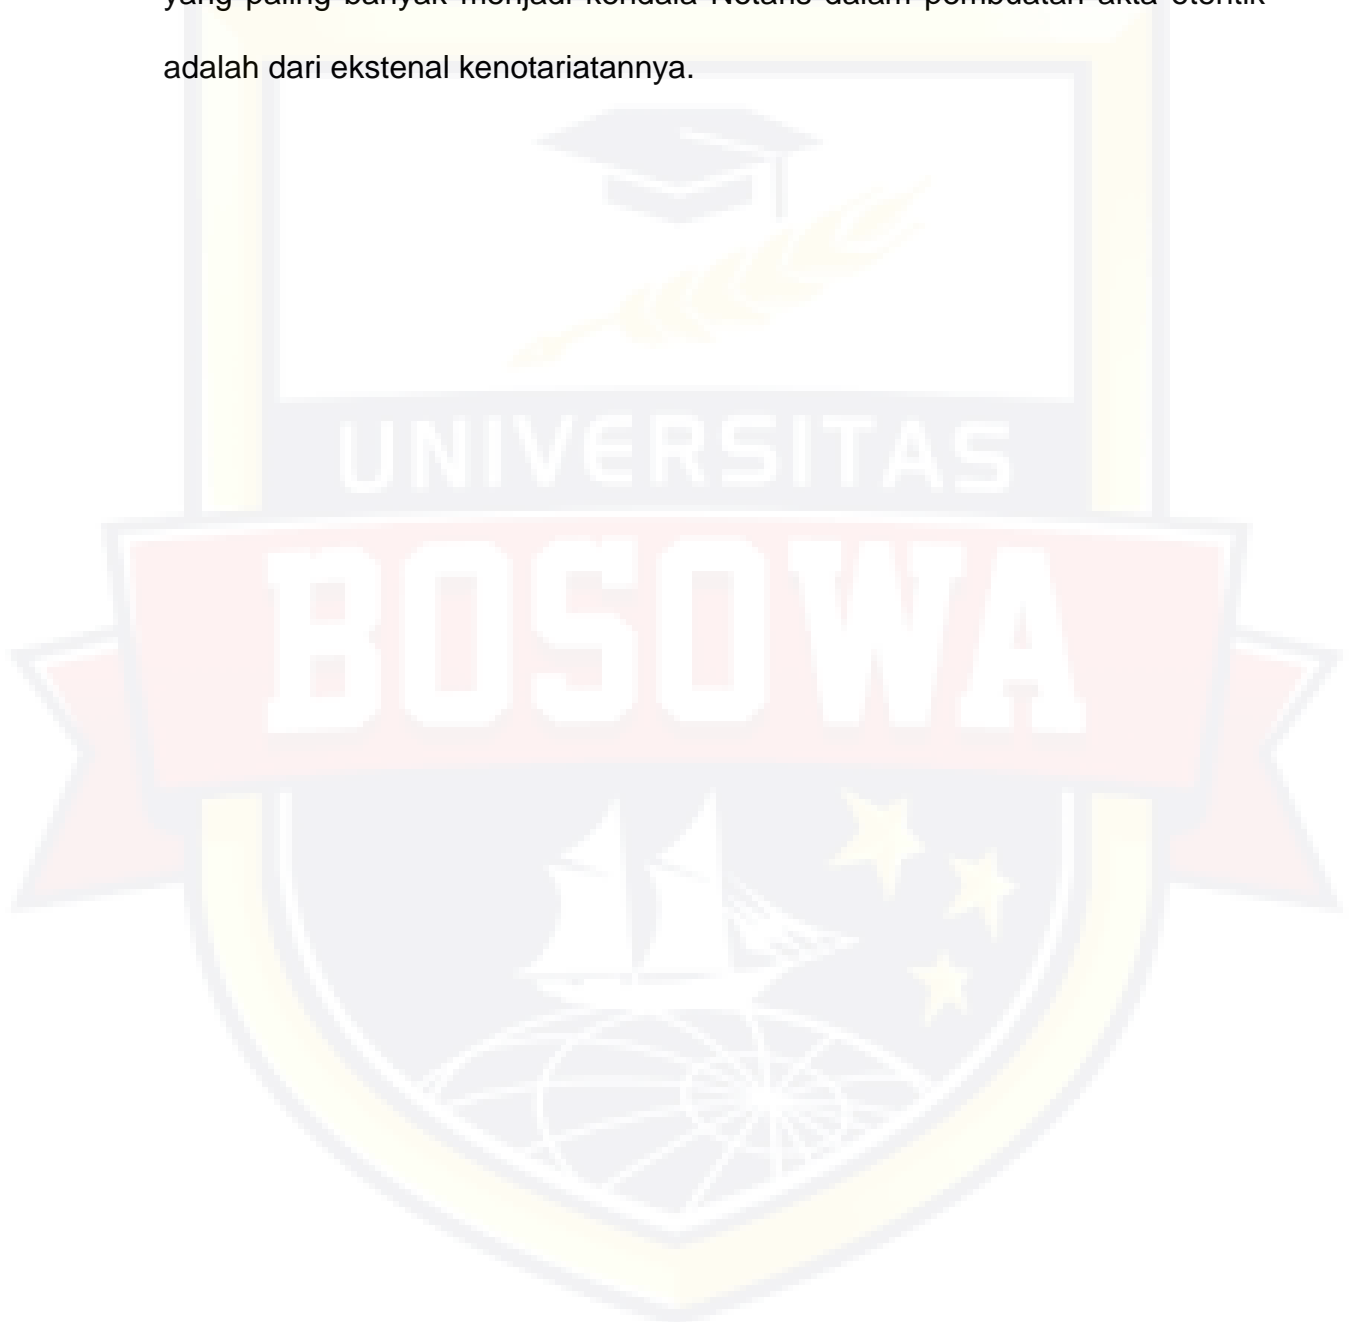 yang paling banyak menjadi kendala Notaris dalam pembuatan akta otentik
adalah dari ekstenal kenotariatannya.
UNIVERSITAS
BOSOWA